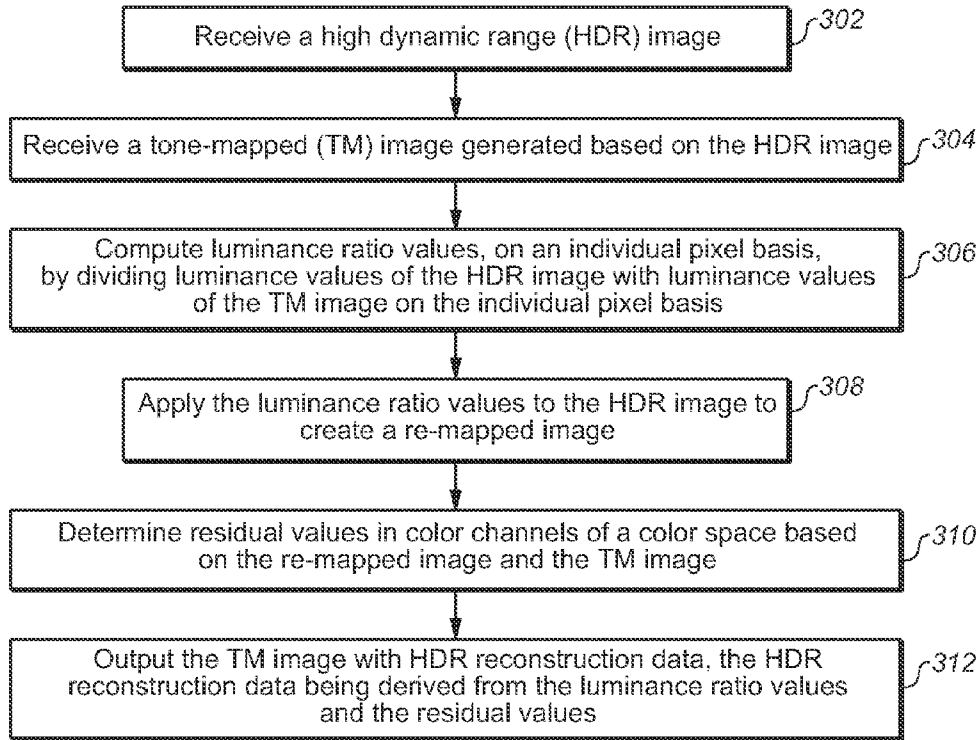 Receive a high dynamic range (HDR) image
302
Receive a tone-mapped (TM) image generated based on the HDR image
304
Compute luminance ratio values, on an individual pixel basis,
by dividing luminance values of the HDR image with luminance values
of the TM image on the individual pixel basis
306
Apply the luminance ratio values to the HDR image to
create a re-mapped image
308
Determine residual values in color channels of a color space based
on the re-mapped image and the TM image
310
Output the TM image with HDR reconstruction data, the HDR
reconstruction data being derived from the luminance ratio values
and the residual values
312